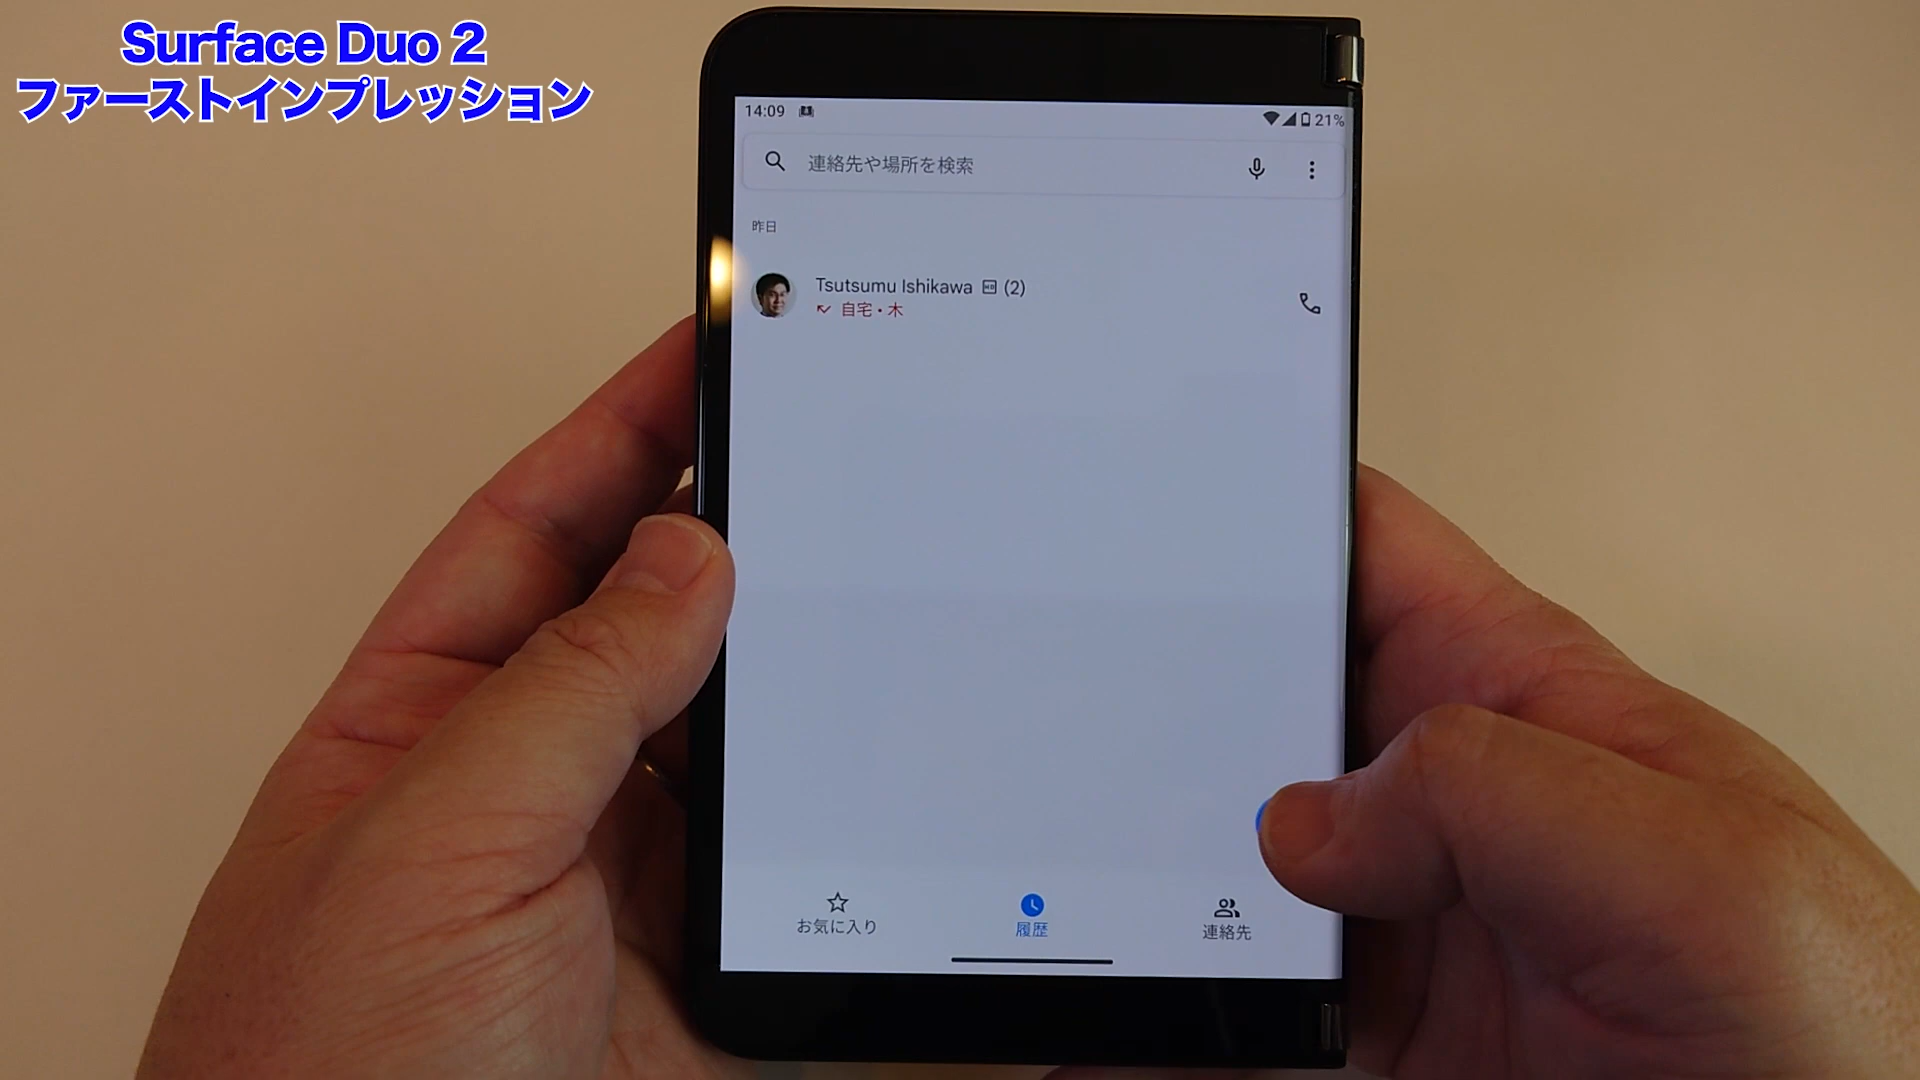 Surface Duo 2
ファーストインプレッション
14:09
21%
連絡先や場所を検索
昨日
Tsutsumu Ishikawa HD (2)
自宅・木
お気に入り
履歴
連絡先